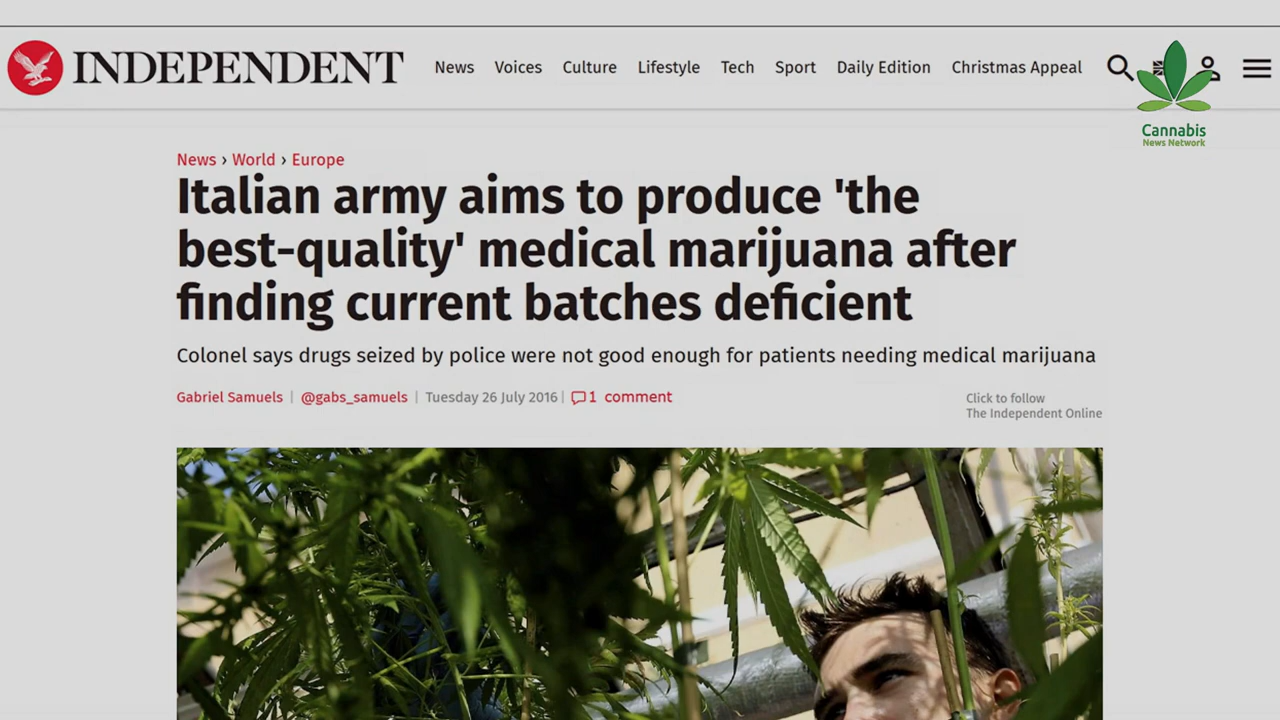 INDEPENDENT
News Voices Culture Lifestyle Tech Sport Daily Edition Christmas Appeal
Cannabis
News Network
News › World › Europe
Italian army aims to produce 'the
best-quality' medical marijuana after
finding current batches deficient
Colonel says drugs seized by police were not good enough for patients needing medical marijuana
Gabriel Samuels | @gabs_samuels | Tuesday 26 July 2016 | 1 comment
Click to follow
The Independent Online